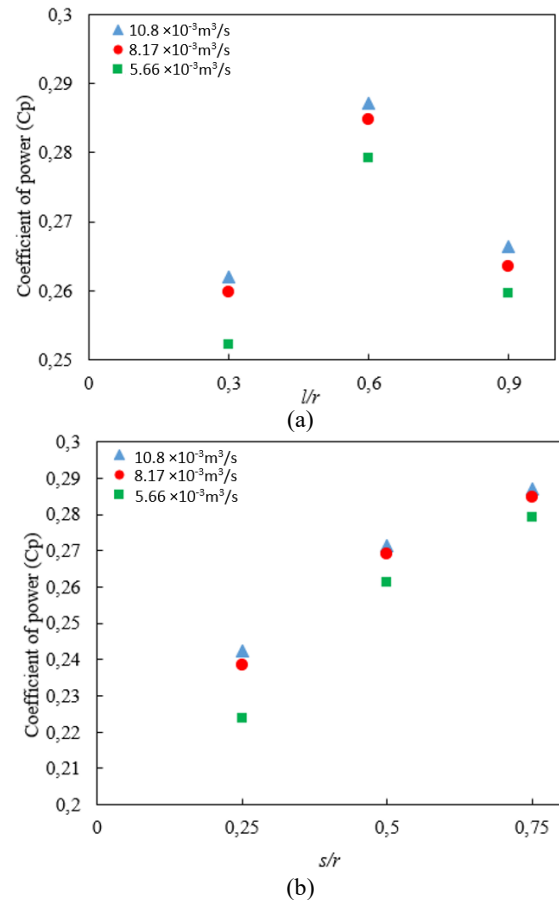 0,3
10.8 ×10⁻³m³/s
8.17 ×10⁻³m³/s
5.66 ×10⁻³m³/s
0,29
0,28
0,27
0,26
0,25
Coefficient of power (Cp)
0
0,3
0,6
0,9
l/r
(a)
0,3
10.8 ×10⁻³m³/s
8.17 ×10⁻³m³/s
5.66 ×10⁻³m³/s
0,29
0,28
0,27
0,26
0,25
0,24
0,23
0,22
0,21
0,2
Coefficient of power (Cp)
0
0,25
0,5
0,75
s/r
(b)